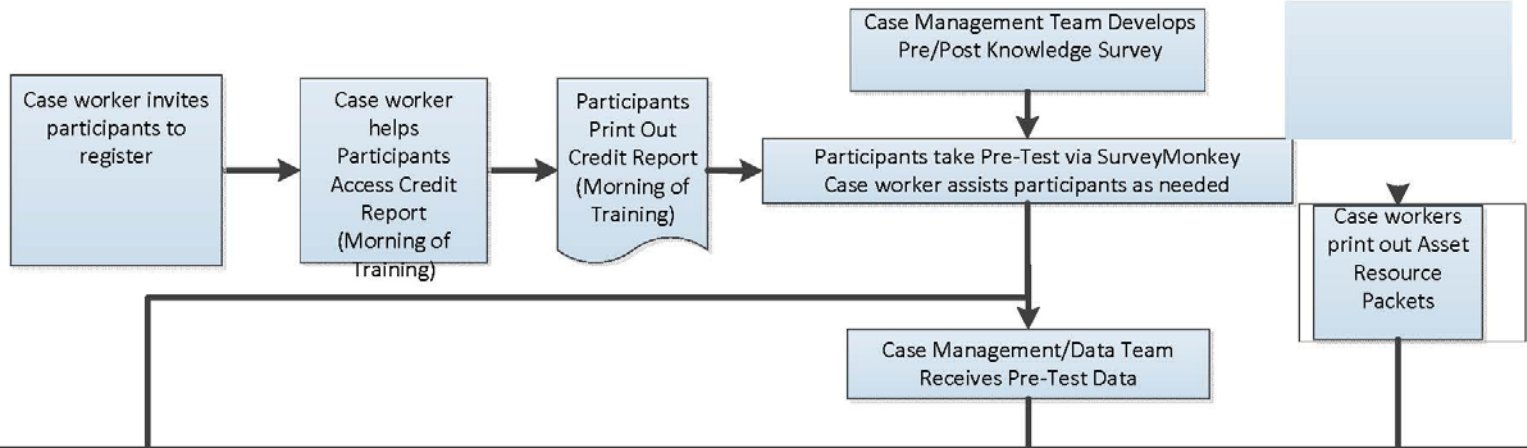 Case worker invites
participants to
register
Case worker
helps
Participants
Access Credit
Report
(Morning of
Training)
Participants
Print Out
Credit Report
(Morning of
Training)
Case Management Team Develops
Pre/Post Knowledge Survey
Participants take Pre-Test via SurveyMonkey
Case worker assists participants as needed
Case Management/Data Team
Receives Pre-Test Data
Case workers
print out Asset
Resource
Packets